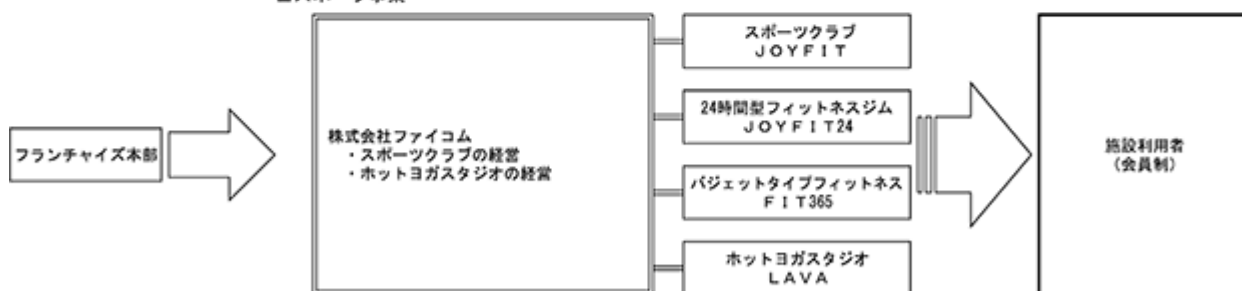 フランチャイズ本部
株式会社ファイコム
・スポーツクラブの経営
・ホットヨガスタジオの経営
スポーツクラブ
ＪＯＹＦＩＴ
24時間型フィットネスジム
ＪＯＹＦＩＴ24
バジェットタイプフィットネス
ＦＩＴ365
ホットヨガスタジオ
ＬＡＶＡ
施設利用者
（会員制）